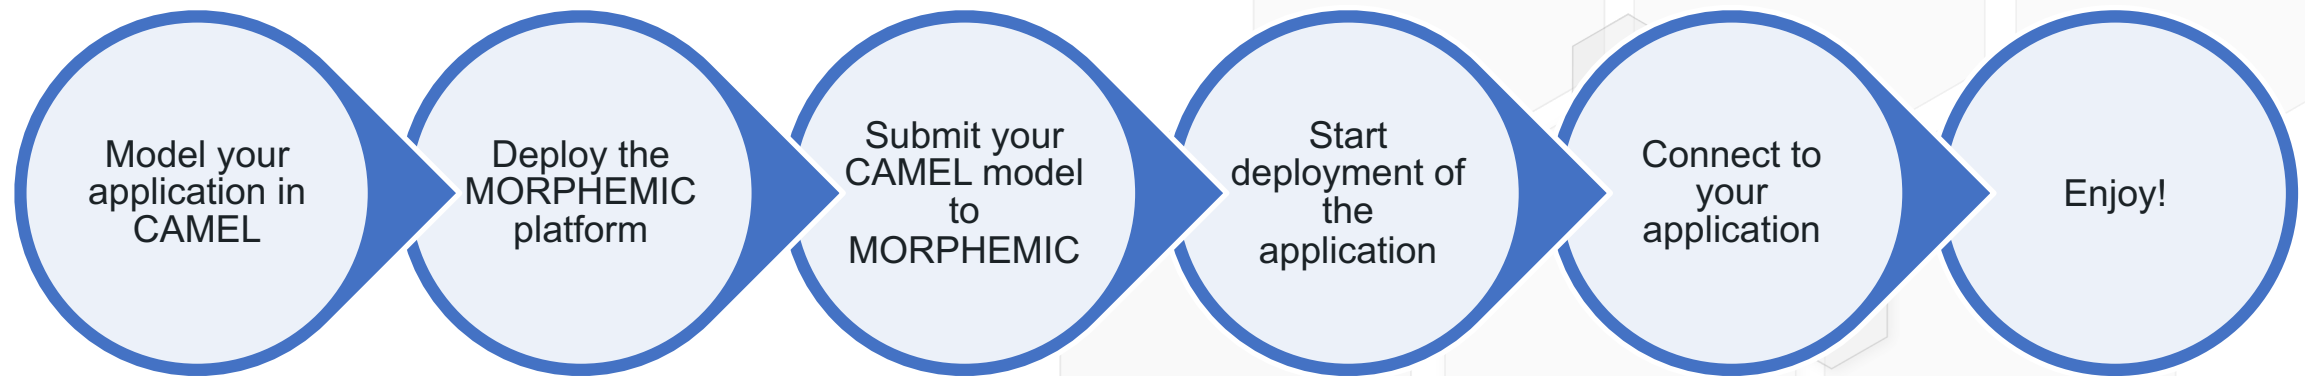 Model your
application in
CAMEL
Deploy the
MORPHEMIC
platform
Submit your
CAMEL model
to
MORPHEMIC
Start
deployment of
the
application
Connect to
your
application
Enjoy!